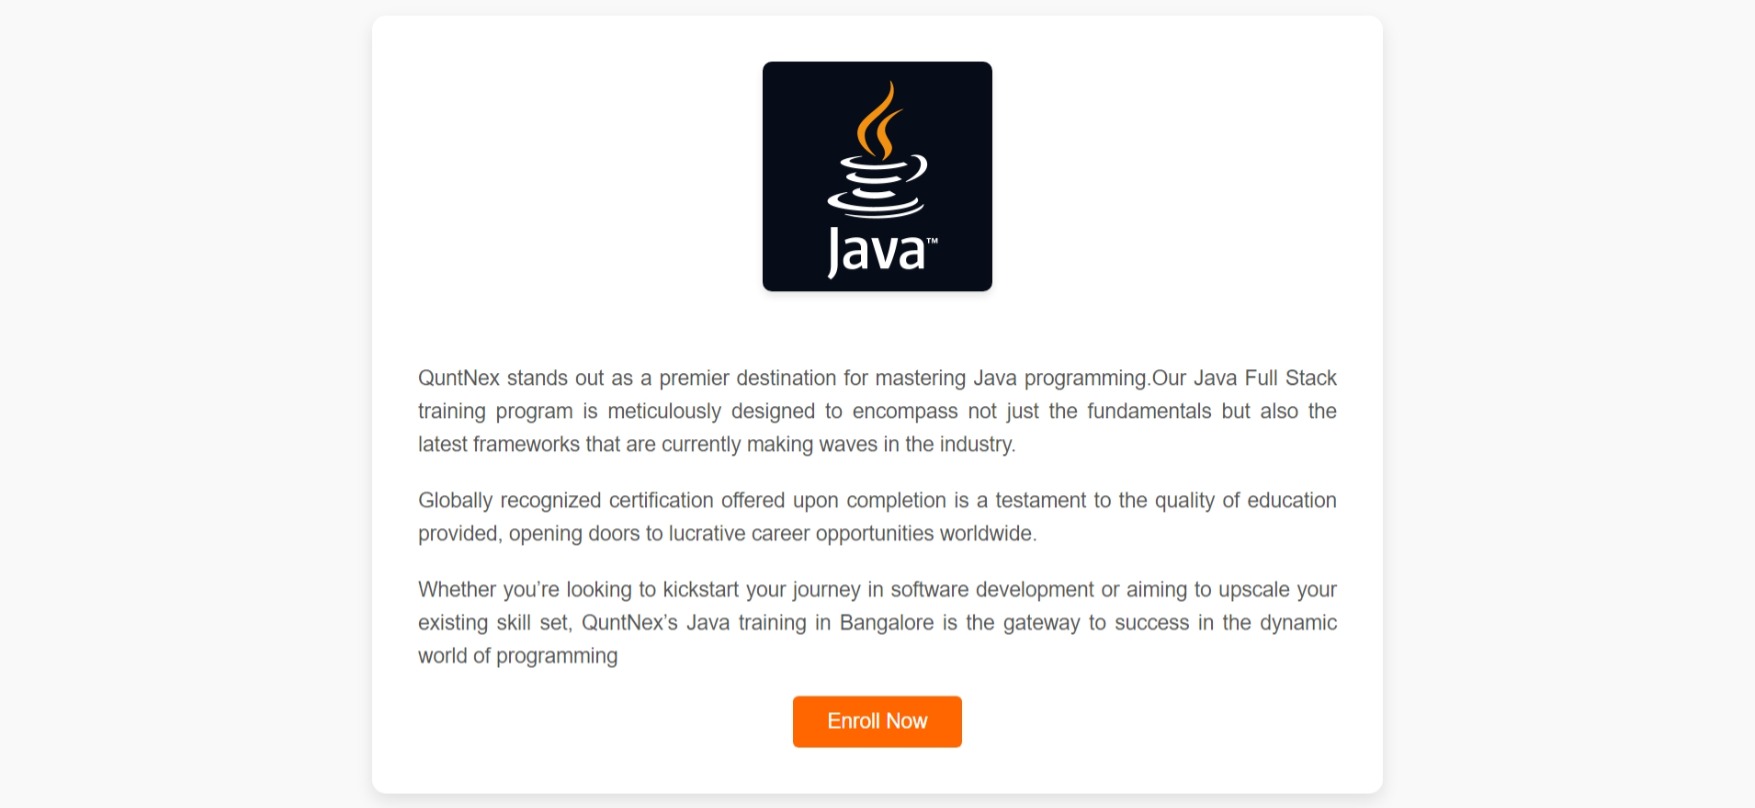 Java™
QuntNex stands out as a premier destination for mastering Java programming.Our Java Full Stack
training program is meticulously designed to encompass not just the fundamentals but also the
latest frameworks that are currently making waves in the industry.
Globally recognized certification offered upon completion is a testament to the quality of education
provided, opening doors to lucrative career opportunities worldwide.
Whether you’re looking to kickstart your journey in software development or aiming to upscale your
existing skill set, QuntNex’s Java training in Bangalore is the gateway to success in the dynamic
world of programming
Enroll Now